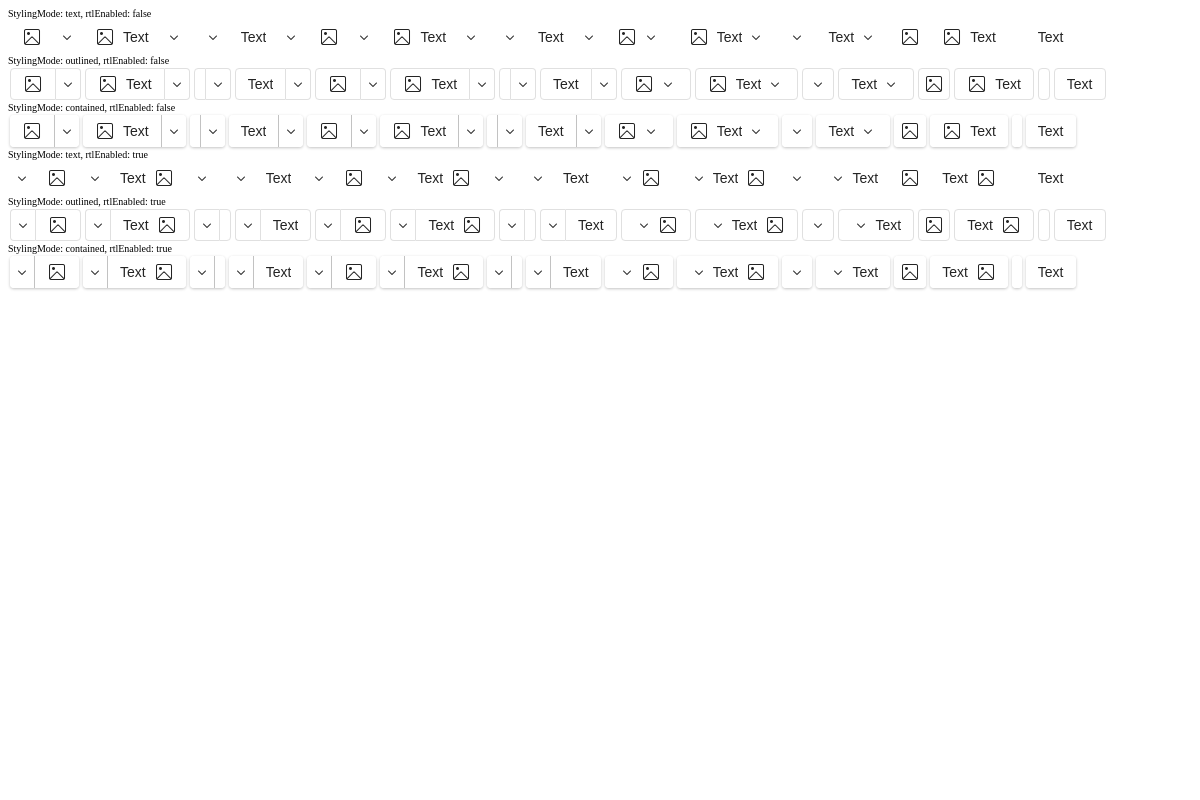 StylingMode: text, rtlEnabled: false
Text Text Text Text Text Text Text Text
StylingMode: outlined, rtlEnabled: false
Text Text Text Text Text Text Text Text
StylingMode: contained, rtlEnabled: false
Text Text Text Text Text Text Text Text
StylingMode: text, rtlEnabled: true
Text Text Text Text Text Text Text Text
StylingMode: outlined, rtlEnabled: true
Text Text Text Text Text Text Text Text
StylingMode: contained, rtlEnabled: true
Text Text Text Text Text Text Text Text